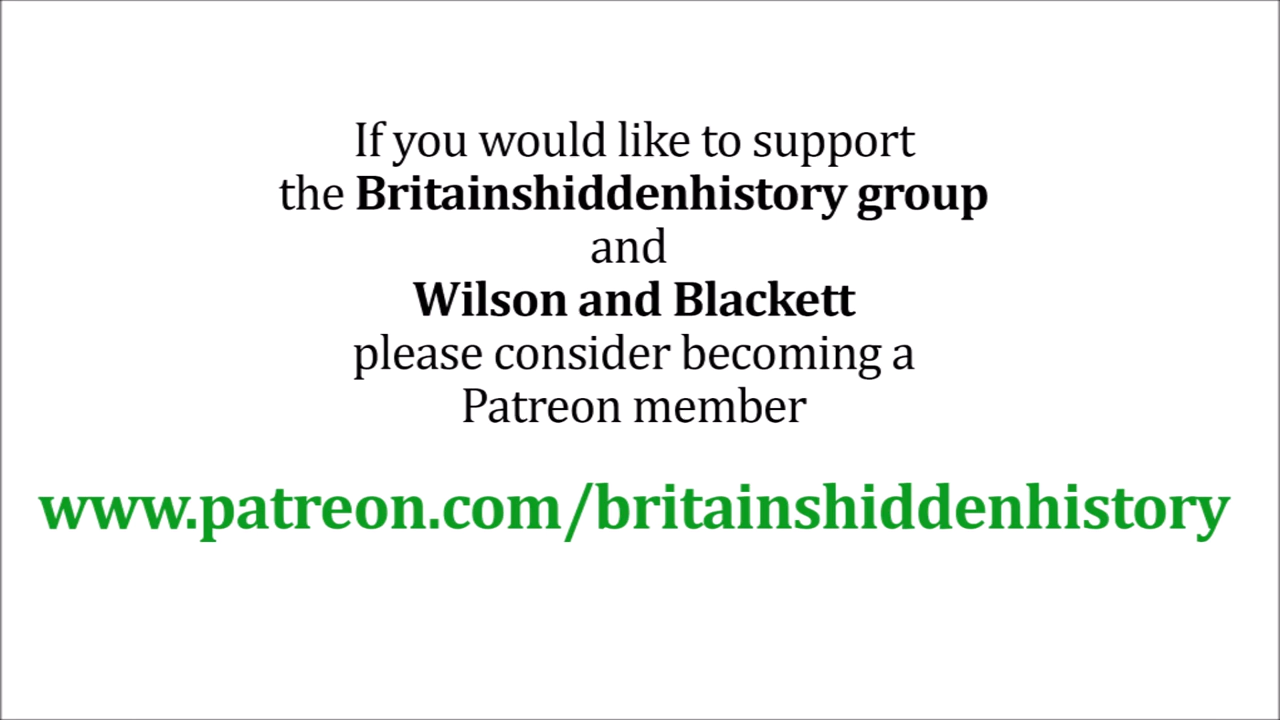 If you would like to support
the Britainshiddenhistory group
and
Wilson and Blackett
please consider becoming a
Patreon member
www.patreon.com/britainshiddenhistory